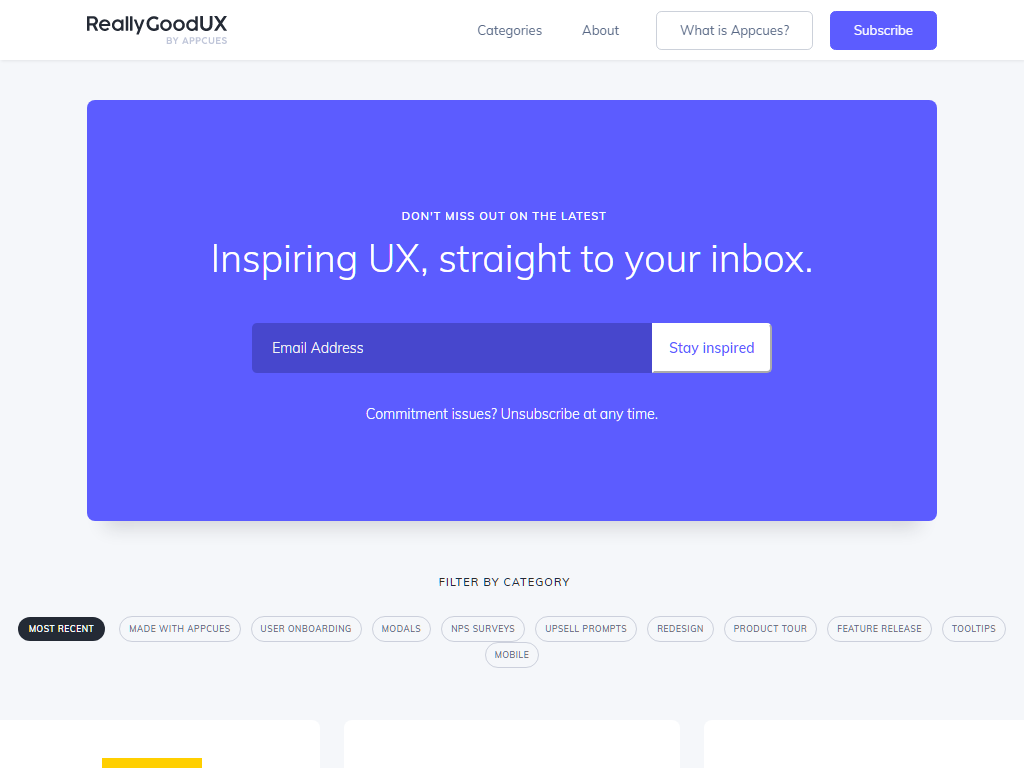 ReallyGoodUX
BY APPCUES
Categories
About
What is Appcues?
Subscribe
DON'T MISS OUT ON THE LATEST
Inspiring UX, straight to your inbox.
Email Address
Stay inspired
Commitment issues? Unsubscribe at any time.
FILTER BY CATEGORY
MOST RECENT
MADE WITH APPCUES
USER ONBOARDING
MODALS
NPS SURVEYS
UPSELL PROMPTS
REDESIGN
PRODUCT TOUR
FEATURE RELEASE
TOOLTIPS
MOBILE